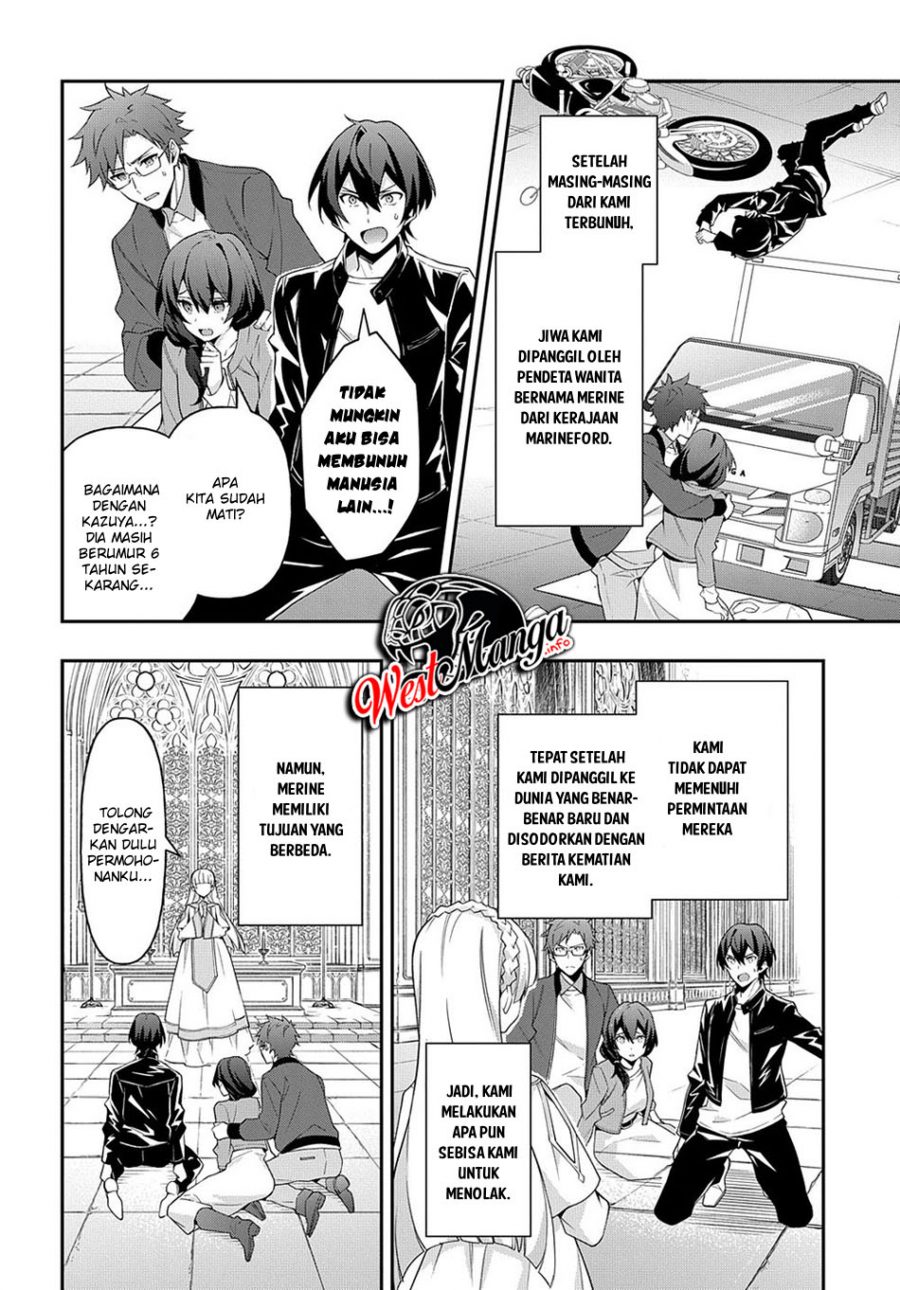 SETELAH
MASING-MASING
DARI KAMI
TERBUNUH,
JIWA KAMI
DIPANGGIL OLEH
PENDETA WANITA
BERNAMA MERINE
DARI KERAJAAN
MARINEFORD.
TIDAK
MUNGKIN
AKU BISA
MEMBUNUH
MANUSIA
LAIN...!
APA
KITA SUDAH
MATI?
BAGAIMANA
DENGAN
KAZUYA...?
DIA MASIH
BERUMUR 6
TAHUN SE-
KARANG...
WestManga
.info
KAMI
TIDAK DAPAT
MEMENUHI
PERMINTAAN
MEREKA
TEPAT SETELAH
KAMI DIPANGGIL KE
DUNIA YANG BENAR-
BENAR BARU DAN
DISODORKAN DENGAN
BERITA KEMATIAN
KAMI.
JADI, KAMI
MELAKUKAN
APA PUN
SEBISA KAMI
UNTUK
MENOLAK.
NAMUN,
MERINE
MEMILIKI
TUJUAN YANG
BERBEDA.
TOLONG
DENGAR-
KAN DULU
PERMOHO-
NANKU...